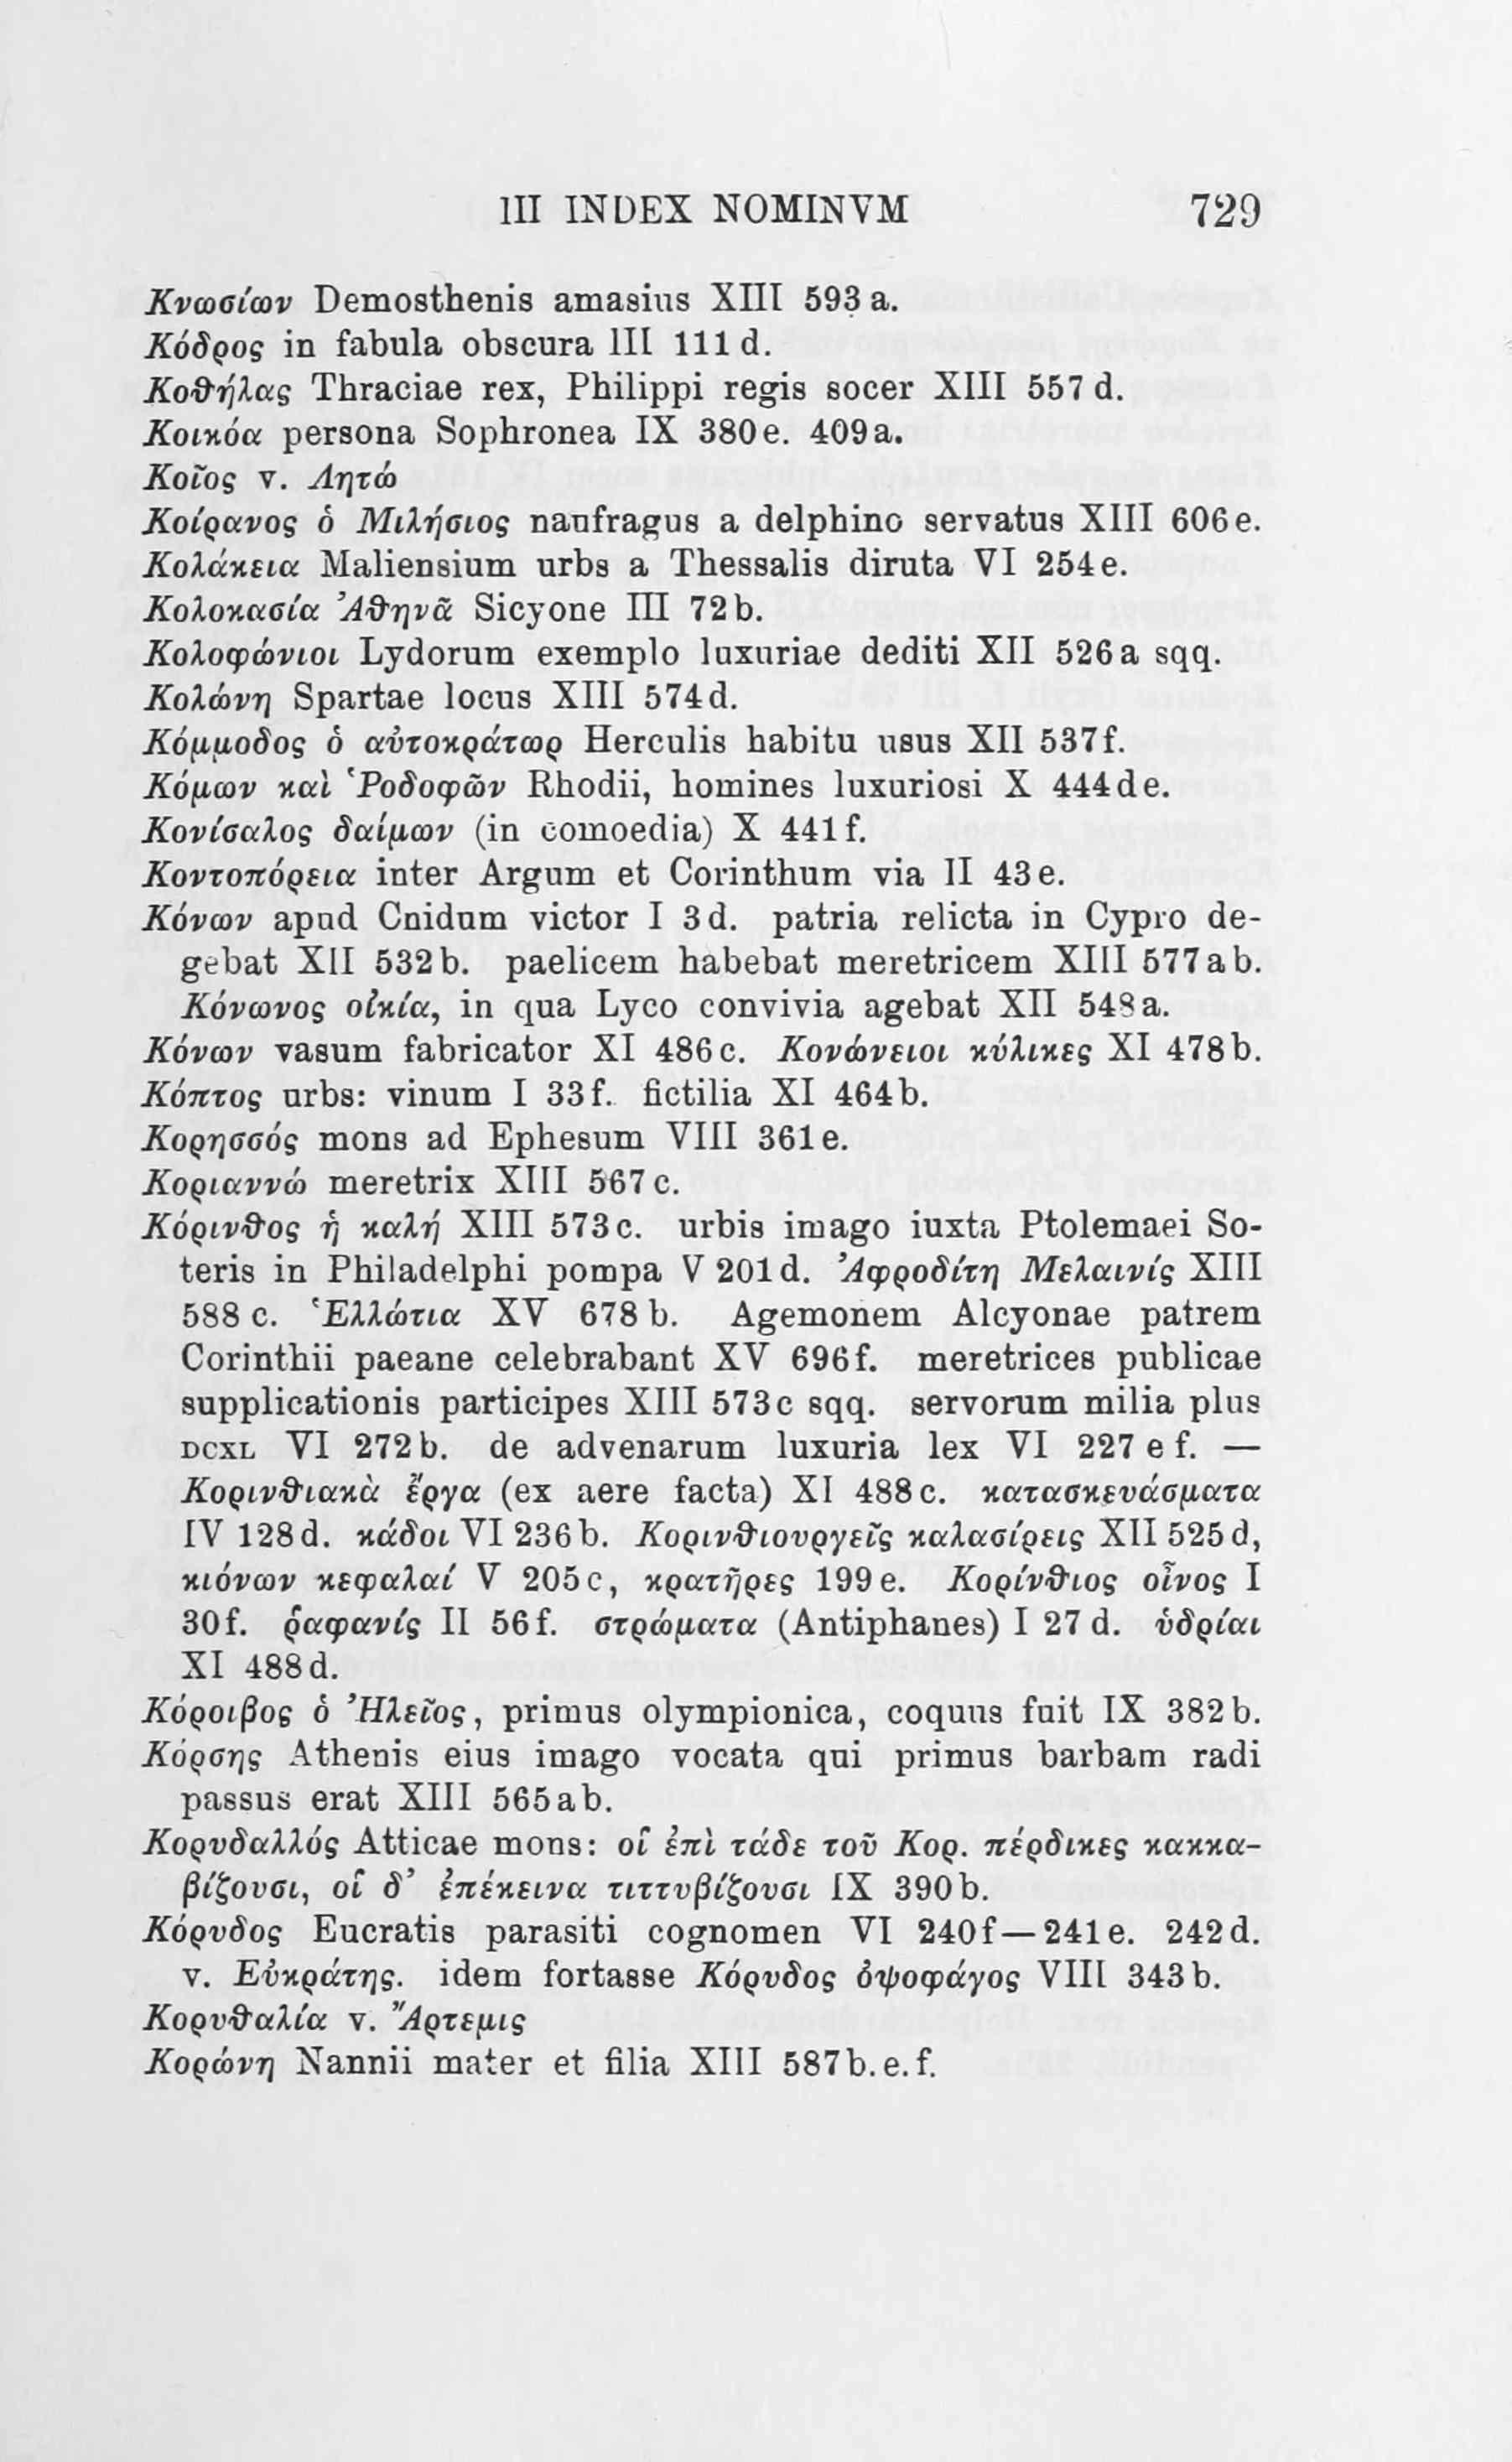 III INDEX NOMINVM 729
Κνωσίων Demosthenis amasius XIII 593 a.
Κόδρος in fabula obscura III 111 d.
Κοθήλας Thraciae rex, Philippi regis socer XIII 557 d.
Κοικόα persona Sophronea IX 380 e. 409 a.
Κοῖος v. Λητώ
Κοίρανος ὁ Μιλήσιος naufragus a delphino servatus XIII 606 e.
Κολάκεια Maliensium urbs a Thessalis diruta VI 254 e.
Κολοκασία Ἀθηνᾶ Sicyone III 72 b.
Κολοφώνιοι Lydorum exemplo luxuriae dediti XII 526 a sqq.
Κολώνη Spartae locus XIII 574 d.
Κόμμοδος ὁ αὐτοκράτωρ Herculis habitu usus XII 537 f.
Κόμων καὶ Ῥοδοφῶν Rhodii, homines luxuriosi X 444 d e.
Κονίσαλος δαίμων (in comoedia) X 441 f.
Κοντοπόρεια inter Argum et Corinthum via II 43 e.
Κόνων apud Cnidum victor I 3 d. patria relicta in Cypro de-
gebat XII 532 b. paelicem habebat meretricem XIII 577 a b.
Κόνωνος οἰκία, in qua Lyco convivia agebat XII 548 a.
Κόνων vasum fabricator XI 486 c. Κονώνειοι κύλικες XI 478 b.
Κόπτος urbs: vinum I 33 f. fictilia XI 464 b.
Κορησσός mons ad Ephesum VIII 361 e.
Κοριαννώ meretrix XIII 567 c.
Κόρινθος ἡ καλή XIII 573 c. urbis imago iuxta Ptolemaei So-
teris in Philadelphi pompa V 201 d. Ἀφροδίτη Μελαινίς XIII
588 c. Ἑλλώτια XV 678 b. Agemonem Alcyonae patrem
Corinthii paeane celebrabant XV 696 f. meretrices publicae
supplicationis participes XIII 573 c sqq. servorum milia plus
DCXL VI 272 b. de advenarum luxuria lex VI 227 e f. —
Κορινθιακὰ ἔργα (ex aere facta) XI 488 c. κατασκευάσματα
IV 128 d. κάδοι VI 236 b. Κορινθιουργεῖς καλασίρεις XII 525 d,
κιόνων κεφαλαί V 205 c, κρατῆρες 199 e. Κορίνθιος οἶνος I
30 f. ῥαφανίς II 56 f. στρώματα (Antiphanes) I 27 d. ὑδρίαι
XI 488 d.
Κόροιβος ὁ Ἠλεῖος, primus olympionica, coquus fuit IX 382 b.
Κόρσης Athenis eius imago vocata qui primus barbam radi
passus erat XIII 565 a b.
Κορυδαλλός Atticae mons: οἱ ἐπὶ τάδε τοῦ Κορ. πέρδικες κακκα-
βίζουσι, οἱ δ’ ἐπέκεινα τιττυβίζουσι IX 390 b.
Κόρυδος Eucratis parasiti cognomen VI 240 f — 241 e. 242 d.
v. Εὐκράτης. idem fortasse Κόρυδος ὀψοφάγος VIII 343 b.
Κορυθαλία v. Ἄρτεμις
Κορώνη Nannii mater et filia XIII 587 b. e. f.